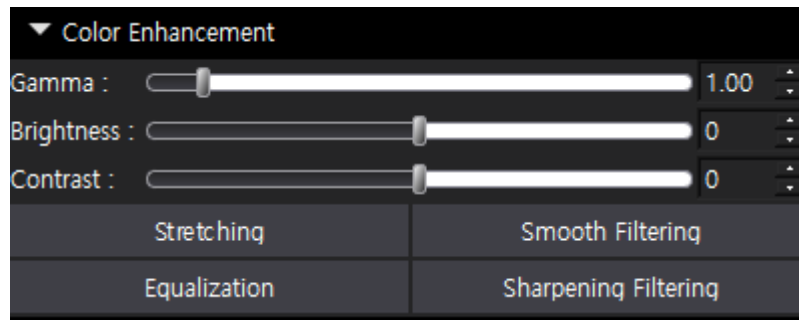 Color Enhancement
Gamma : 1.00
Brightness : 0
Contrast : 0
Stretching Smooth Filtering
Equalization Sharpening Filtering